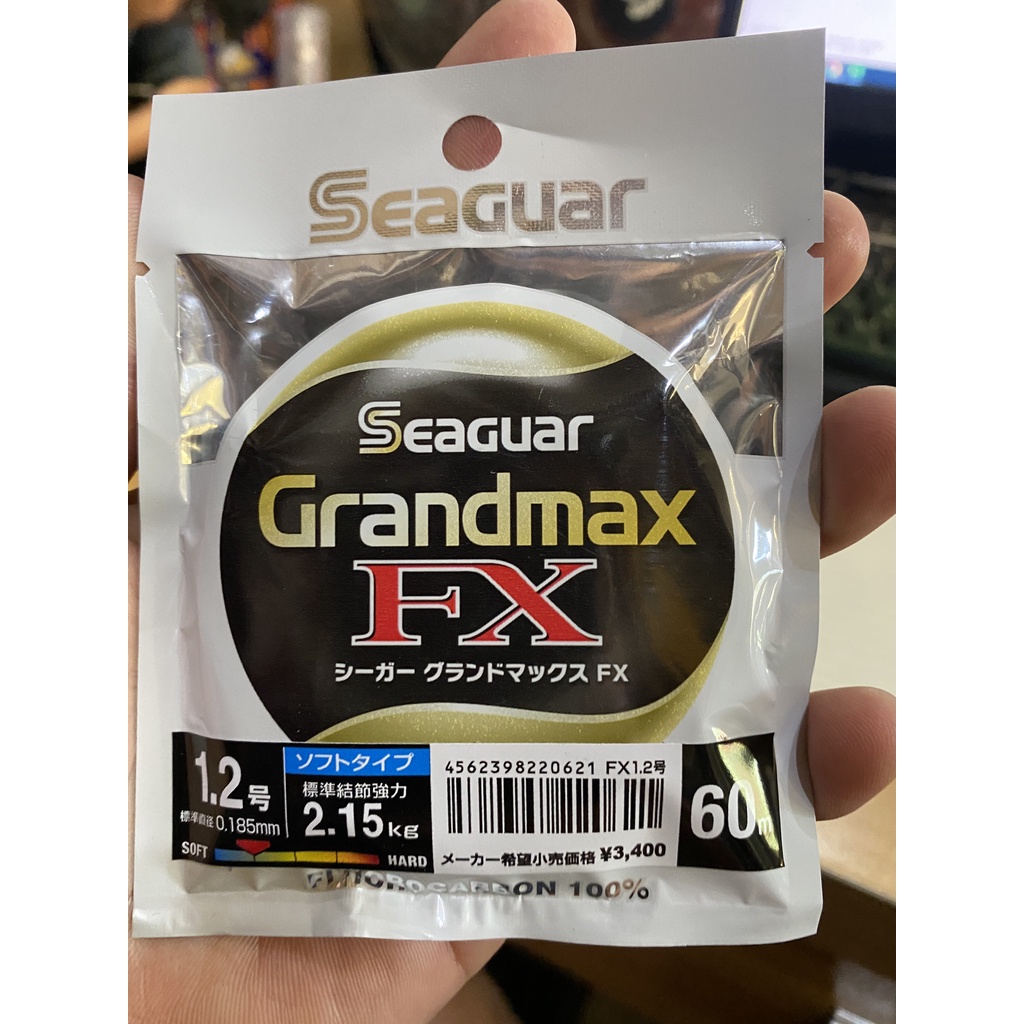 Seaguar
Seaguar
Grandmax
FX
シーガー グランドマックス FX
1.2号
標準直径 0.185mm
ソフトタイプ
標準結節強力
2.15kg
SOFT
HARD
4562398220621 FX1.2号
メーカー希望小売価格 ¥3,400
60m
FLUOROCARBON 100%